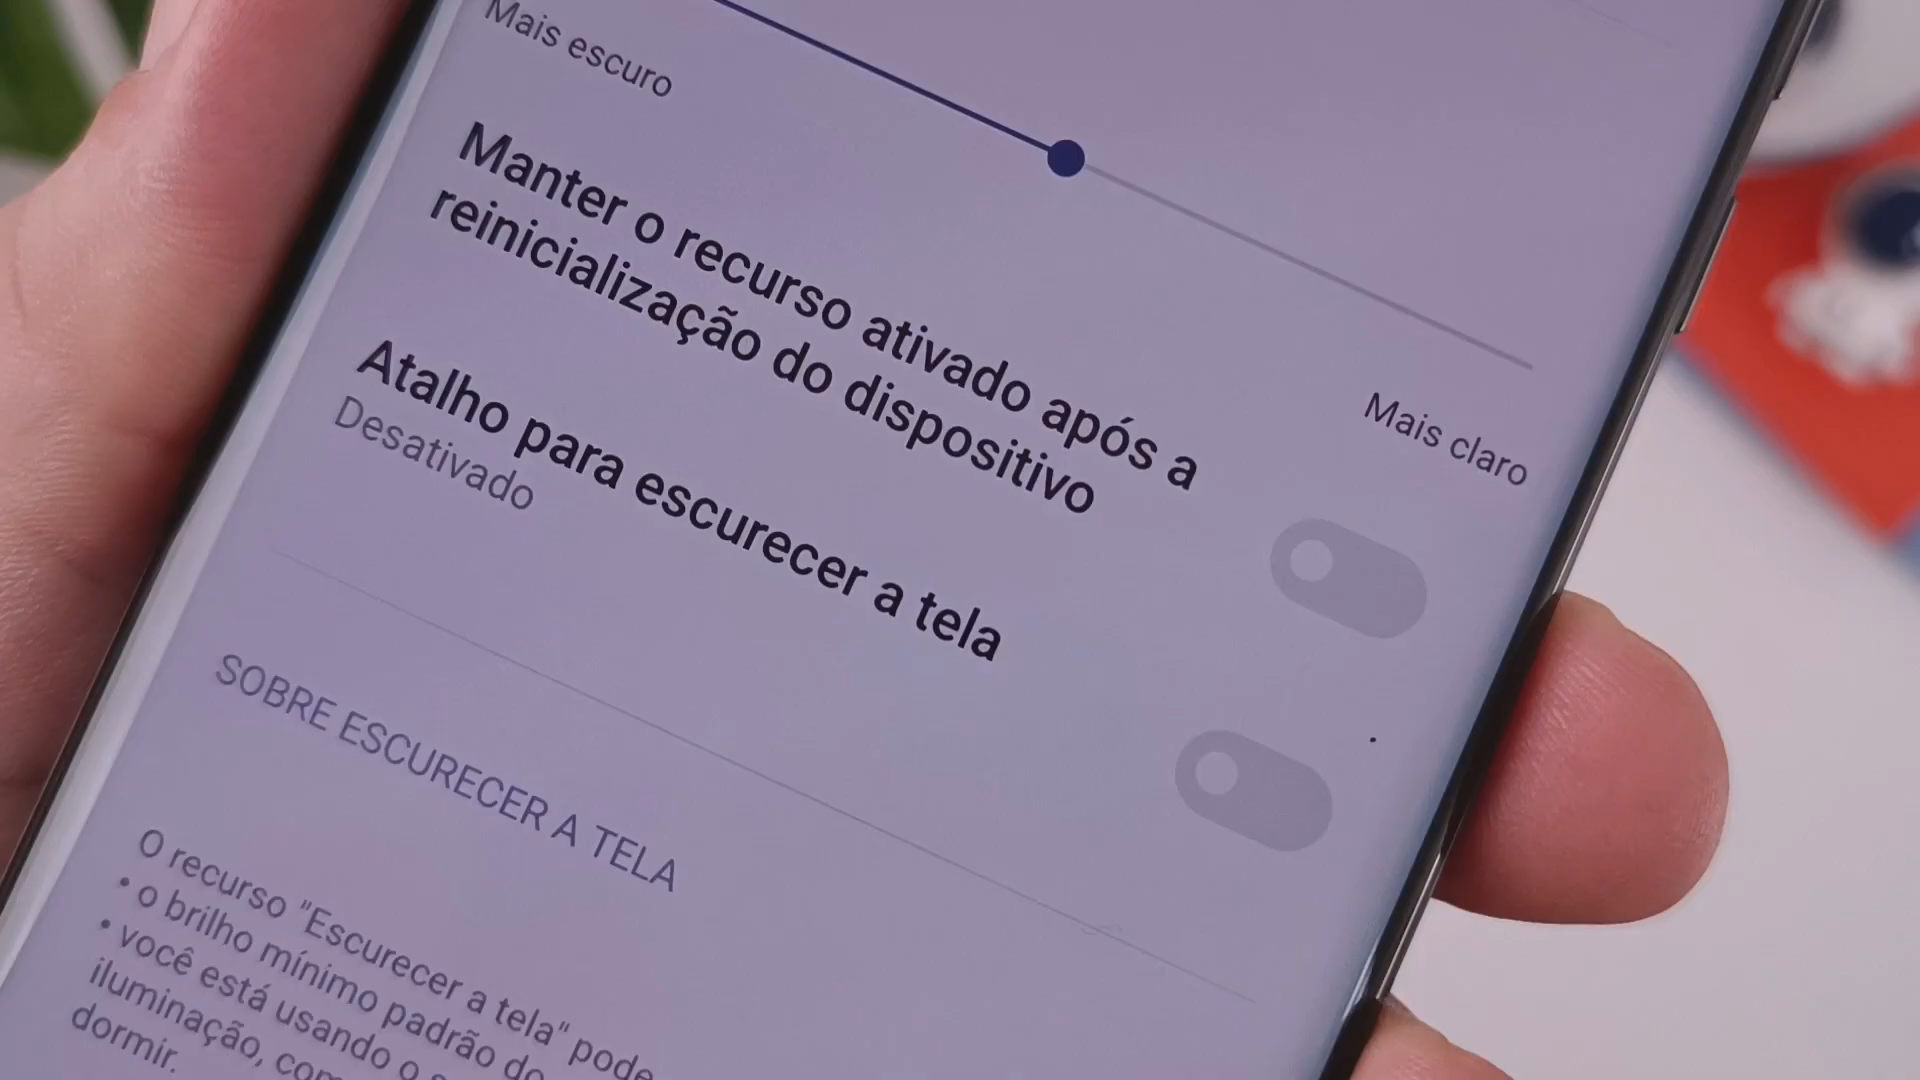 Mais escuro
Mais claro
Manter o recurso ativado após a
reinicialização do dispositivo
Atalho para escurecer a tela
Desativado
SOBRE ESCURECER A TELA
O recurso "Escurecer a tela" pode
• o brilho mínimo padrão do
• você está usando o
iluminação,
dormir.